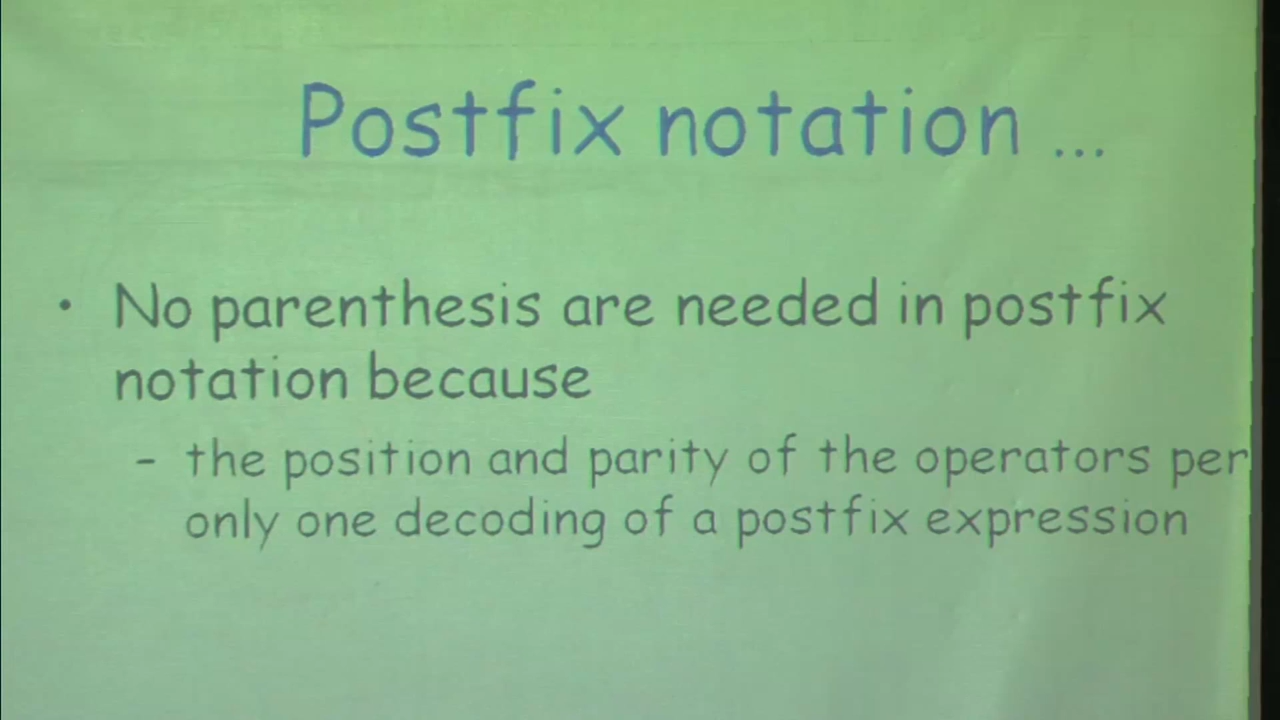 Postfix notation ...
• No parenthesis are needed in postfix
notation because
- the position and parity of the operators per
only one decoding of a postfix expression